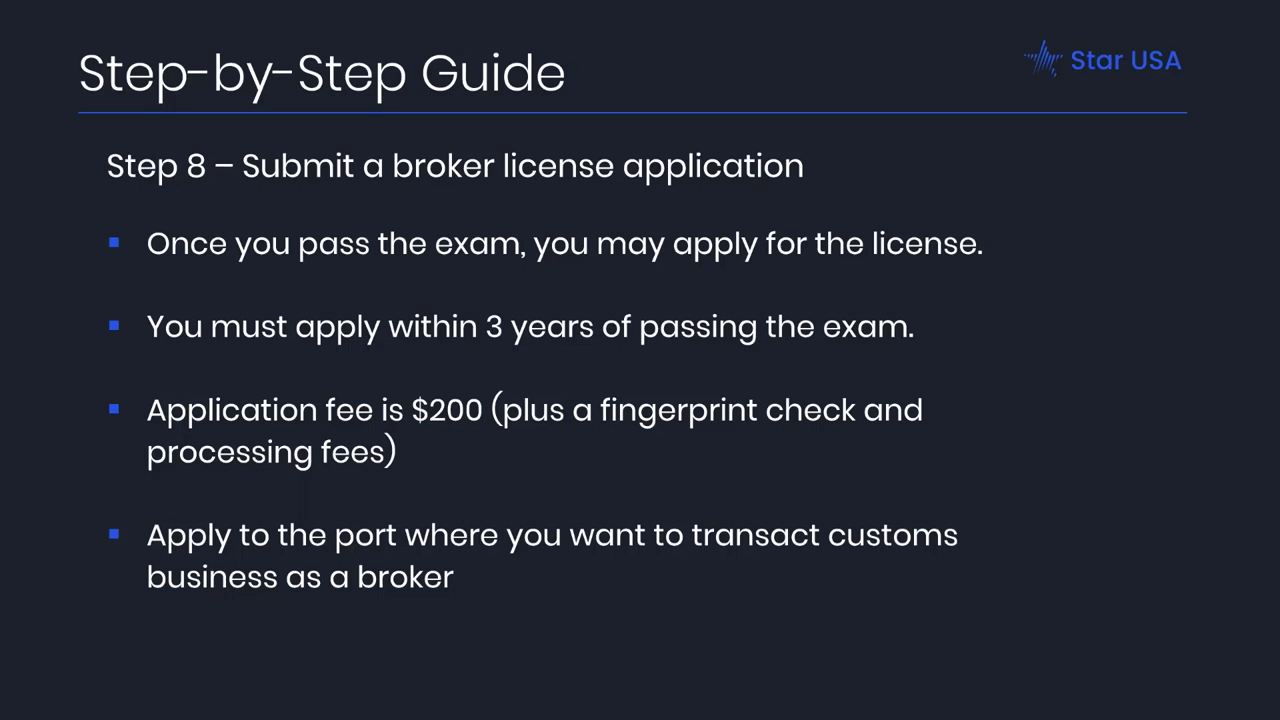 Step-by-Step Guide
Star USA
Step 8 – Submit a broker license application
Once you pass the exam, you may apply for the license.
You must apply within 3 years of passing the exam.
Application fee is $200 (plus a fingerprint check and
processing fees)
Apply to the port where you want to transact customs
business as a broker